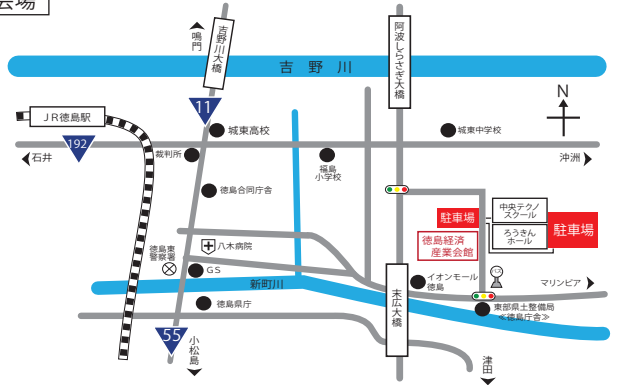 会場
鳴門
吉野川大橋
阿波しらさぎ大橋
吉野川
N
11
JR徳島駅
城東高校
城東中学校
192
裁判所
石井
福島
小学校
沖洲
徳島合同庁舎
中央テクノ
スクール
駐車場
ろうきん
ホール
駐車場
徳島経済
産業会館
徳島東
警察署
八木病院
GS
バス
新町川
イオンモール
徳島
マリンピア
末広大橋
徳島県庁
東部県土整備局
≪徳島庁舎≫
55
小松島
津田